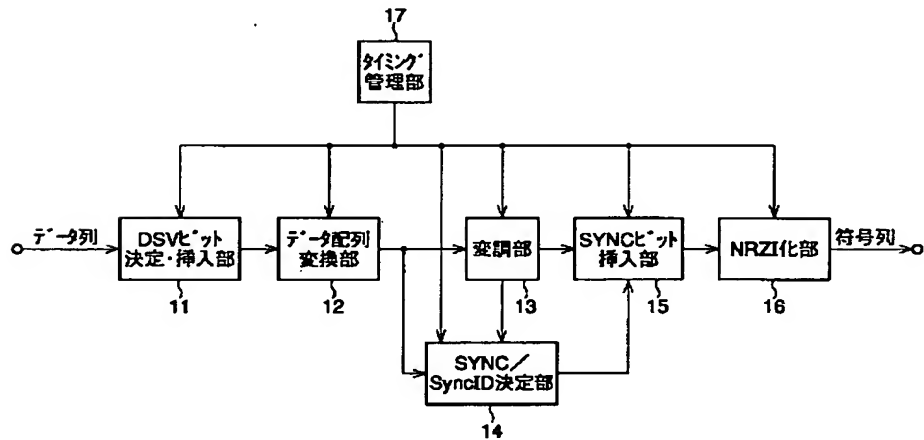 17
タイミング
管理部
データ列
DSVビット
決定・挿入部
11
データ配列
変換部
12
変調部
13
SYNCビット
挿入部
15
NRZI化部
16
符号列
SYNC／
SyncID決定部
14